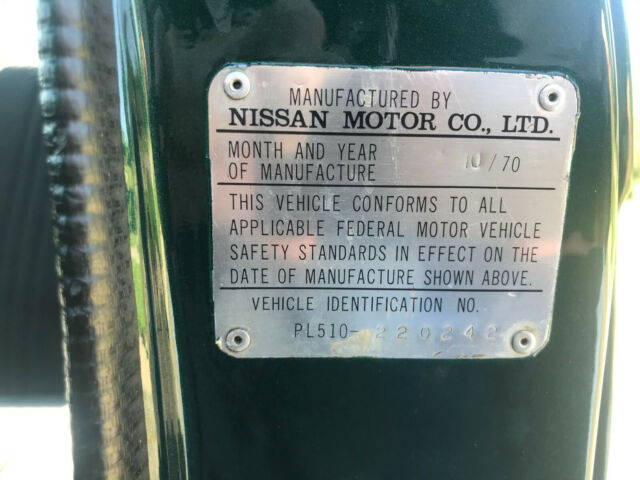 MANUFACTURED BY
NISSAN MOTOR CO., LTD.
MONTH AND YEAR
OF MANUFACTURE 10/70
THIS VEHICLE CONFORMS TO ALL
APPLICABLE FEDERAL MOTOR VEHICLE
SAFETY STANDARDS IN EFFECT ON THE
DATE OF MANUFACTURE SHOWN ABOVE.
VEHICLE IDENTIFICATION NO.
PL510-220242